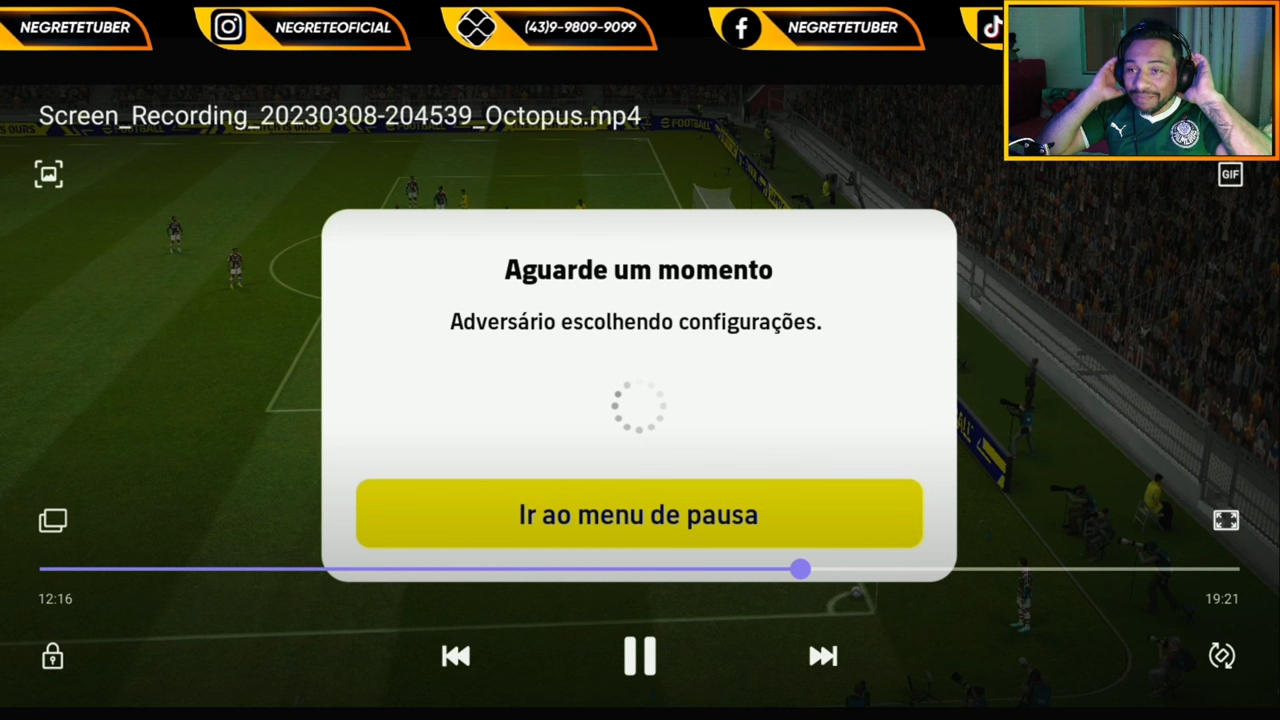 NEGRETETUBER
NEGRETEOFICIAL
(43)9-9809-9099
NEGRETETUBER
Screen_Recording_20230308-204539_Octopus.mp4
GIF
Aguarde um momento
Adversário escolhendo configurações.
Ir ao menu de pausa
12:16
19:21